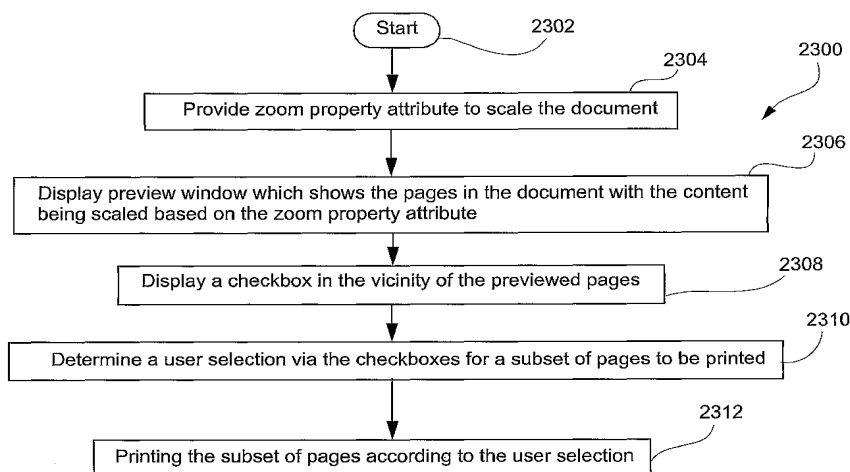 Start
2302
2300
2304
Provide zoom property attribute to scale the document
2306
Display preview window which shows the pages in the document with the content
being scaled based on the zoom property attribute
Display a checkbox in the vicinity of the previewed pages
2308
2310
Determine a user selection via the checkboxes for a subset of pages to be printed
2312
Printing the subset of pages according to the user selection